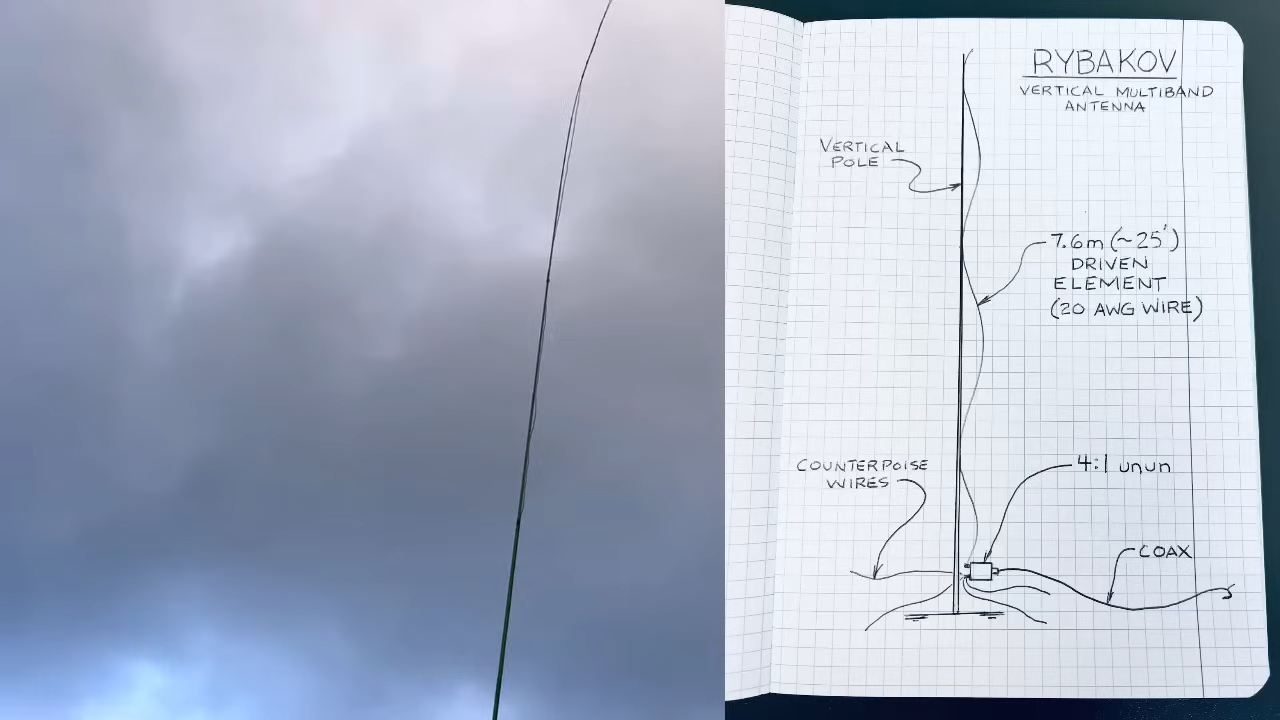 RYBAKOV
VERTICAL MULTIBAND
ANTENNA
VERTICAL
POLE
7.6m (~25')
DRIVEN
ELEMENT
(20 AWG WIRE)
COUNTERPOISE
WIRES
4:1 unun
COAX